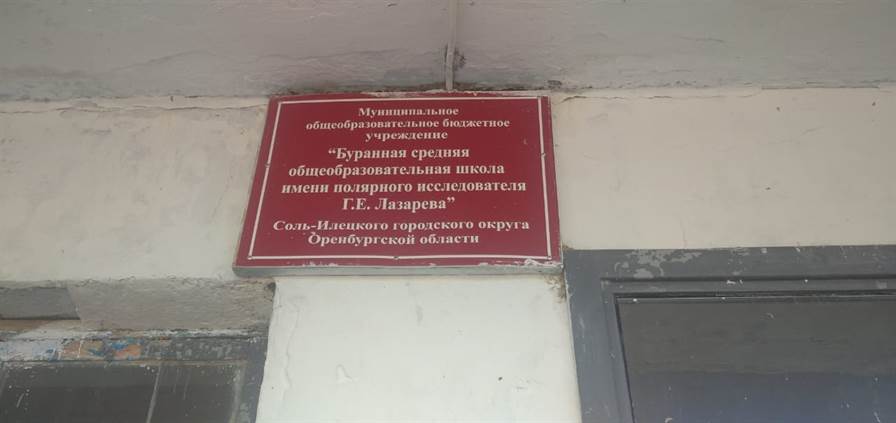 Муниципальное
общеобразовательное бюджетное
учреждение
“Буранная средняя
общеобразовательная школа
имени полярного исследователя
Г.Е. Лазарева”
Соль-Илецкого городского округа
Оренбургской области